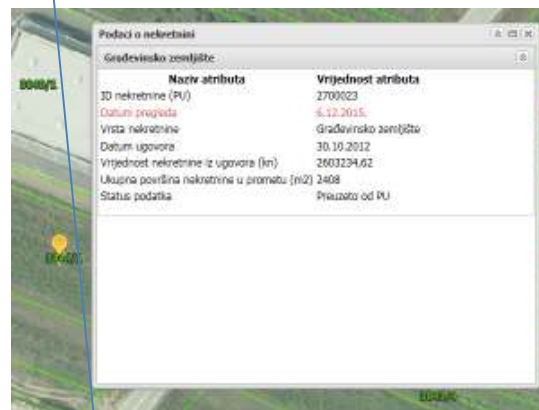 Podaci o nekretnini
Građevinsko zemljište
Naziv atributa Vrijednost atributa
ID nekretnine (PU) 2700023
Datum pregleda 6.12.2015.
Vrsta nekretnine Građevinsko zemljište
Datum ugovora 30.10.2012
Vrijednost nekretnine iz ugovora (kn) 2603234,62
Ukupna površina nekretnine u prometu (m2) 2408
Status podatka Preuzeto od PU